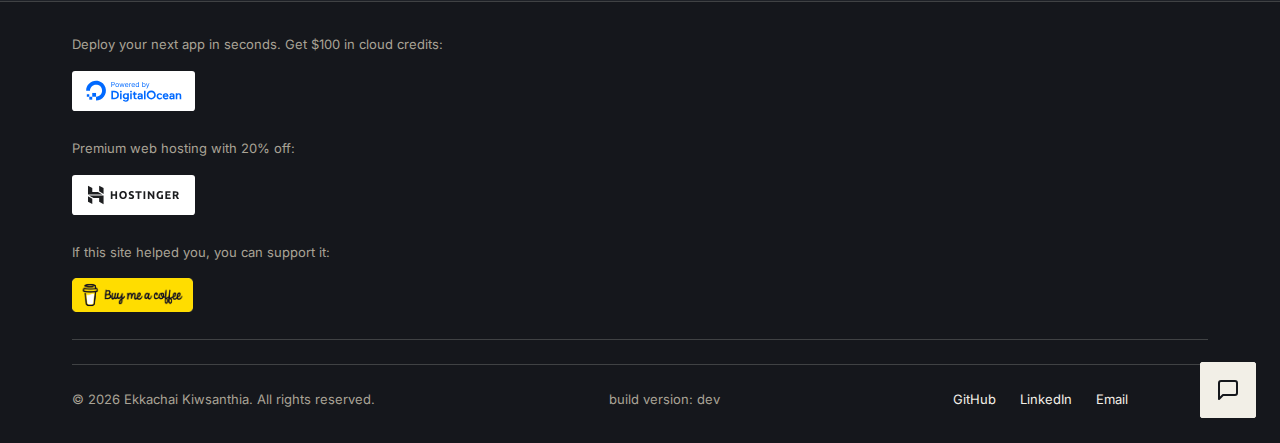 Deploy your next app in seconds. Get $100 in cloud credits:
Powered by
DigitalOcean
Premium web hosting with 20% off:
HOSTINGER
If this site helped you, you can support it:
Buy me a coffee
© 2026 Ekkachai Kiwsanthia. All rights reserved.
build version: dev
GitHub LinkedIn Email